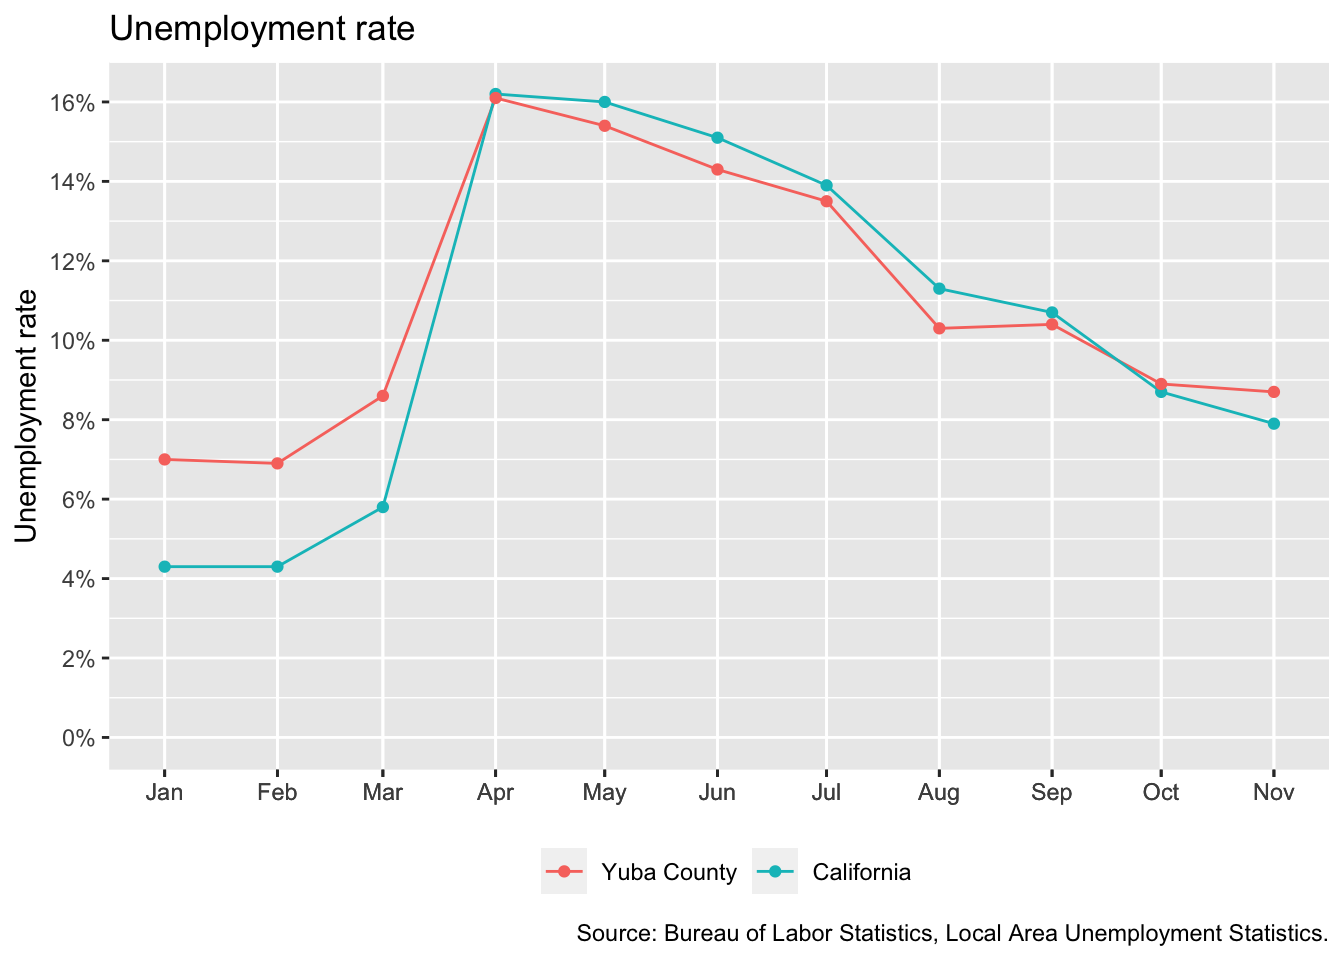 Unemployment rate
Unemployment rate
16%
14%
12%
10%
8%
6%
4%
2%
0%
Jan Feb Mar Apr May Jun Jul Aug Sep Oct Nov
Yuba County California
Source: Bureau of Labor Statistics, Local Area Unemployment Statistics.